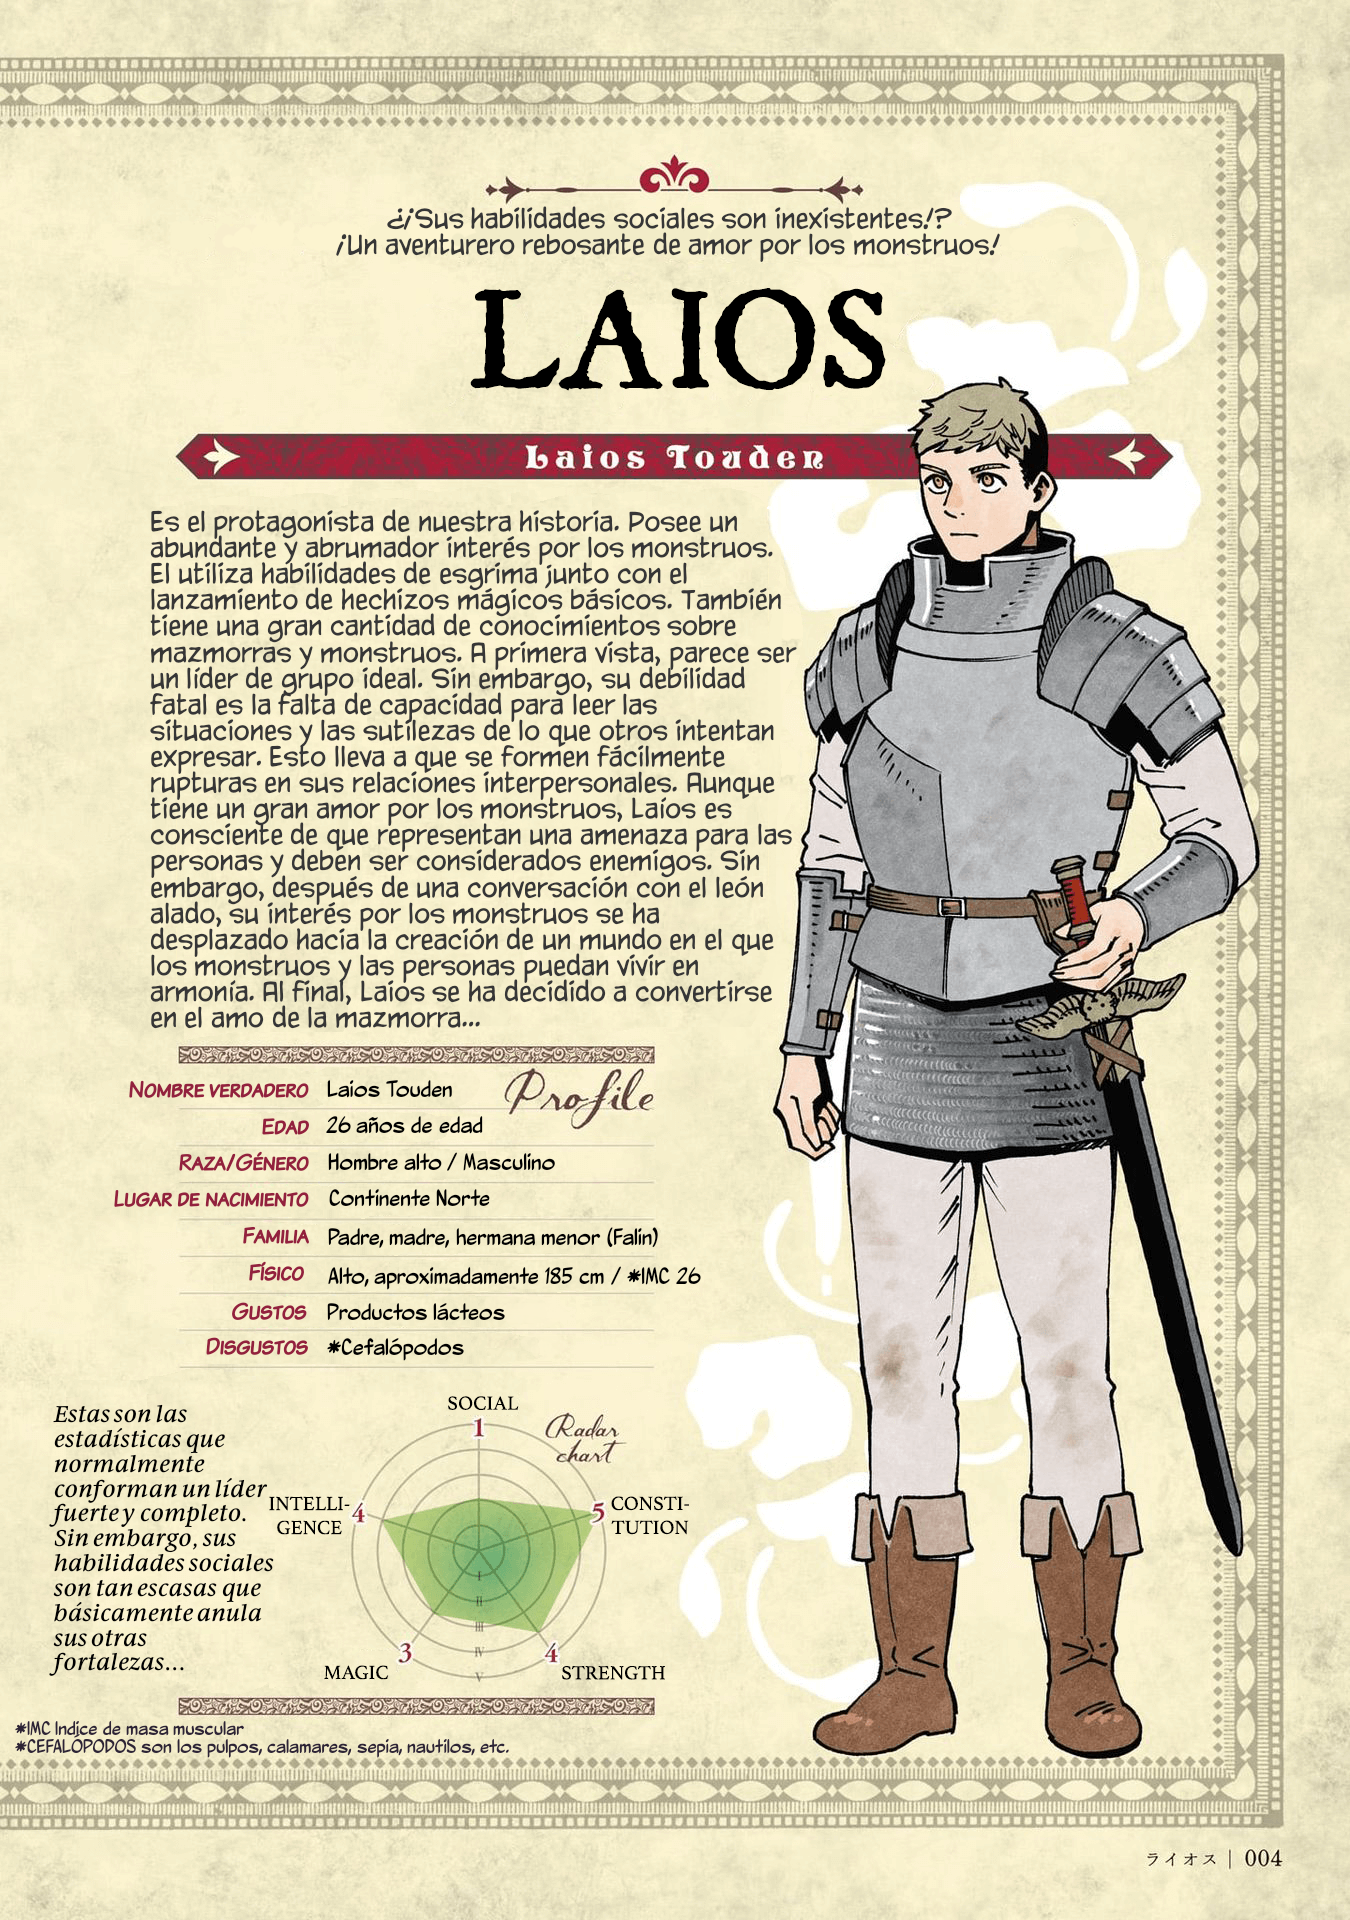 ¿¡Sus habilidades sociales son inexistentes!?
¡Un aventurero rebosante de amor por los monstruos!
LAIOS
Laios Touden
Es el protagonista de nuestra historia. Posee un
abundante y abrumador interés por los monstruos.
El utiliza habilidades de esgrima junto con el
lanzamiento de hechizos mágicos básicos. También
tiene una gran cantidad de conocimientos sobre
mazmorras y monstruos. A primera vista, parece ser
un líder de grupo ideal. Sin embargo, su debilidad
fatal es la falta de capacidad para leer las
situaciones y las sutilezas de lo que otros intentan
expresar. Esto lleva a que se formen fácilmente
rupturas en sus relaciones interpersonales. Aunque
tiene un gran amor por los monstruos, Laios es
consciente de que representan una amenaza para las
personas y deben ser considerados enemigos. Sin
embargo, después de una conversación con el león
alado, su interés por los monstruos se ha
desplazado hacia la creación de un mundo en el que
los monstruos y las personas puedan vivir en
armonía. Al final, Laios se ha decidido a convertirse
en el amo de la mazmorra...
Profile
Nombre verdadero Laios Touden
Edad 26 años de edad
Raza/Género Hombre alto / Masculino
Lugar de nacimiento Continente Norte
Familia Padre, madre, hermana menor (Falin)
Físico Alto, aproximadamente 185 cm / *IMC 26
Gustos Productos lácteos
Disgustos *Cefalópodos
Estas son las
estadísticas que
normalmente
conforman un líder
fuerte y completo.
Sin embargo, sus
habilidades sociales
son tan escasas que
básicamente anula
sus otras
fortalezas...
Radar
chart
SOCIAL
1
INTELLI-
GENCE
4
5
CONSTI-
TUTION
MAGIC
3
4
STRENGTH
I
II
III
IV
V
*IMC Indice de masa muscular
*CEFALÓPODOS son los pulpos, calamares, sepia, nautilos, etc.
ライオス | 004